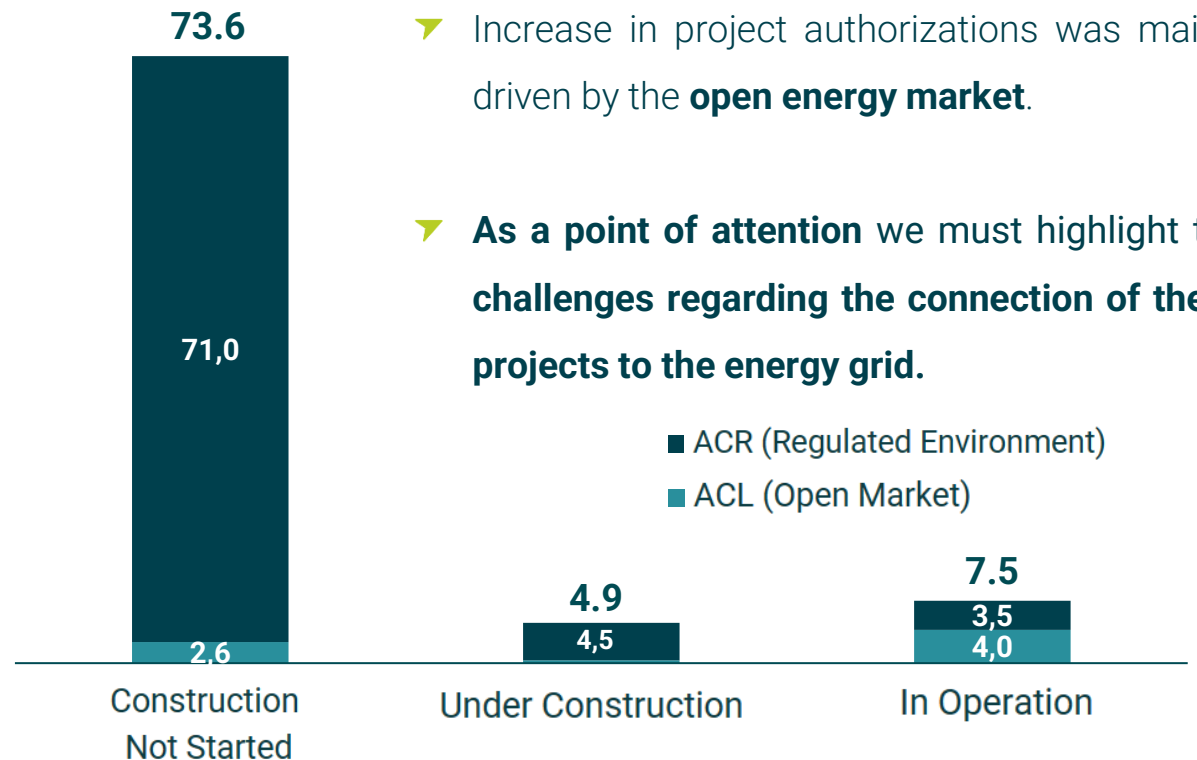 73.6
Increase in project authorizations was
driven by the open energy market.
As a point of attention we must highlight
challenges regarding the connection of
projects to the energy grid.
71,0
2,6
ACR (Regulated Environment)
ACL (Open Market)
4.9
4,5
7.5
3,5
4,0
Construction
Not Started
Under Construction
In Operation